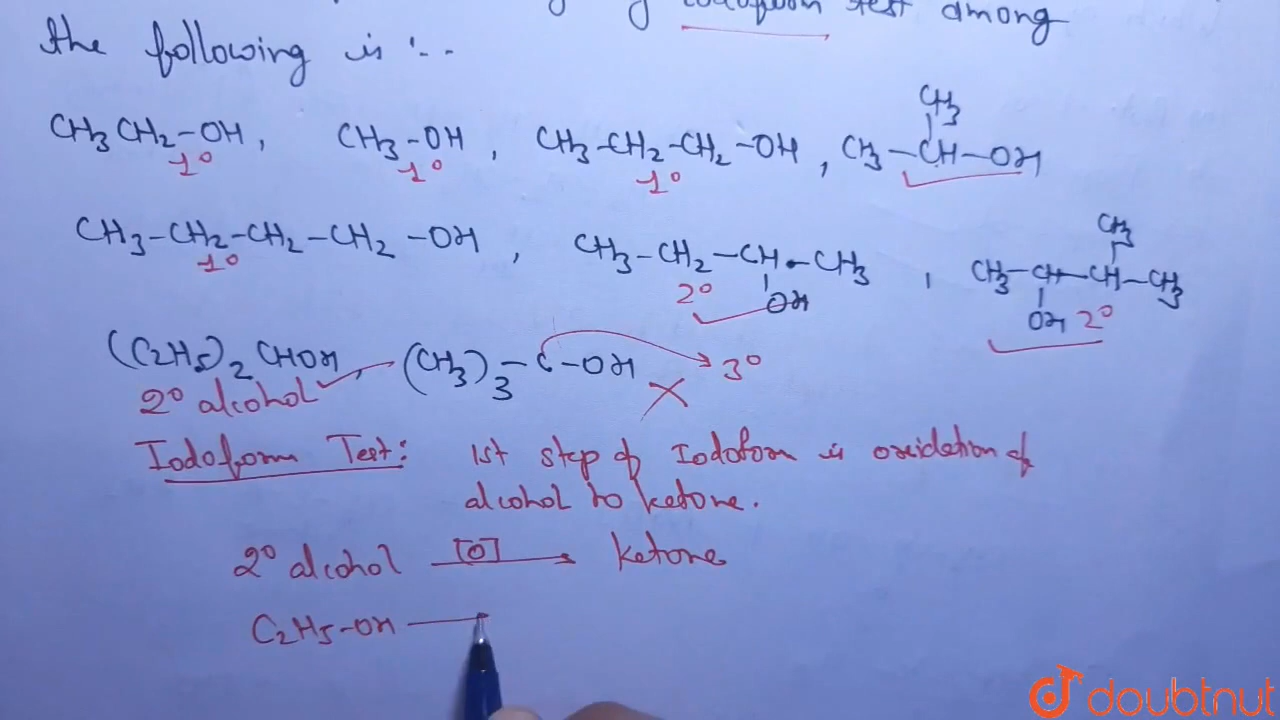 iodoform test among
the following is :--
CH3
CH3CH2-OH, CH3-OH, CH3-CH2-CH2-OH, CH3-CH-OH
1° 1° 1°
CH3
CH3-CH2-CH2-CH2-OH, CH3-CH2-CH-CH3, CH3-CH-CH-CH3
1° 2° OH OH 2°
(C2H5)2CHOH, (CH3)3-C-OH 3°
2° alcohol
Iodoform Test: 1st step of Iodoform is oxidation of
alcohol to ketone.
2° alcohol [O] ketone
C2H5-OH
doubtnut